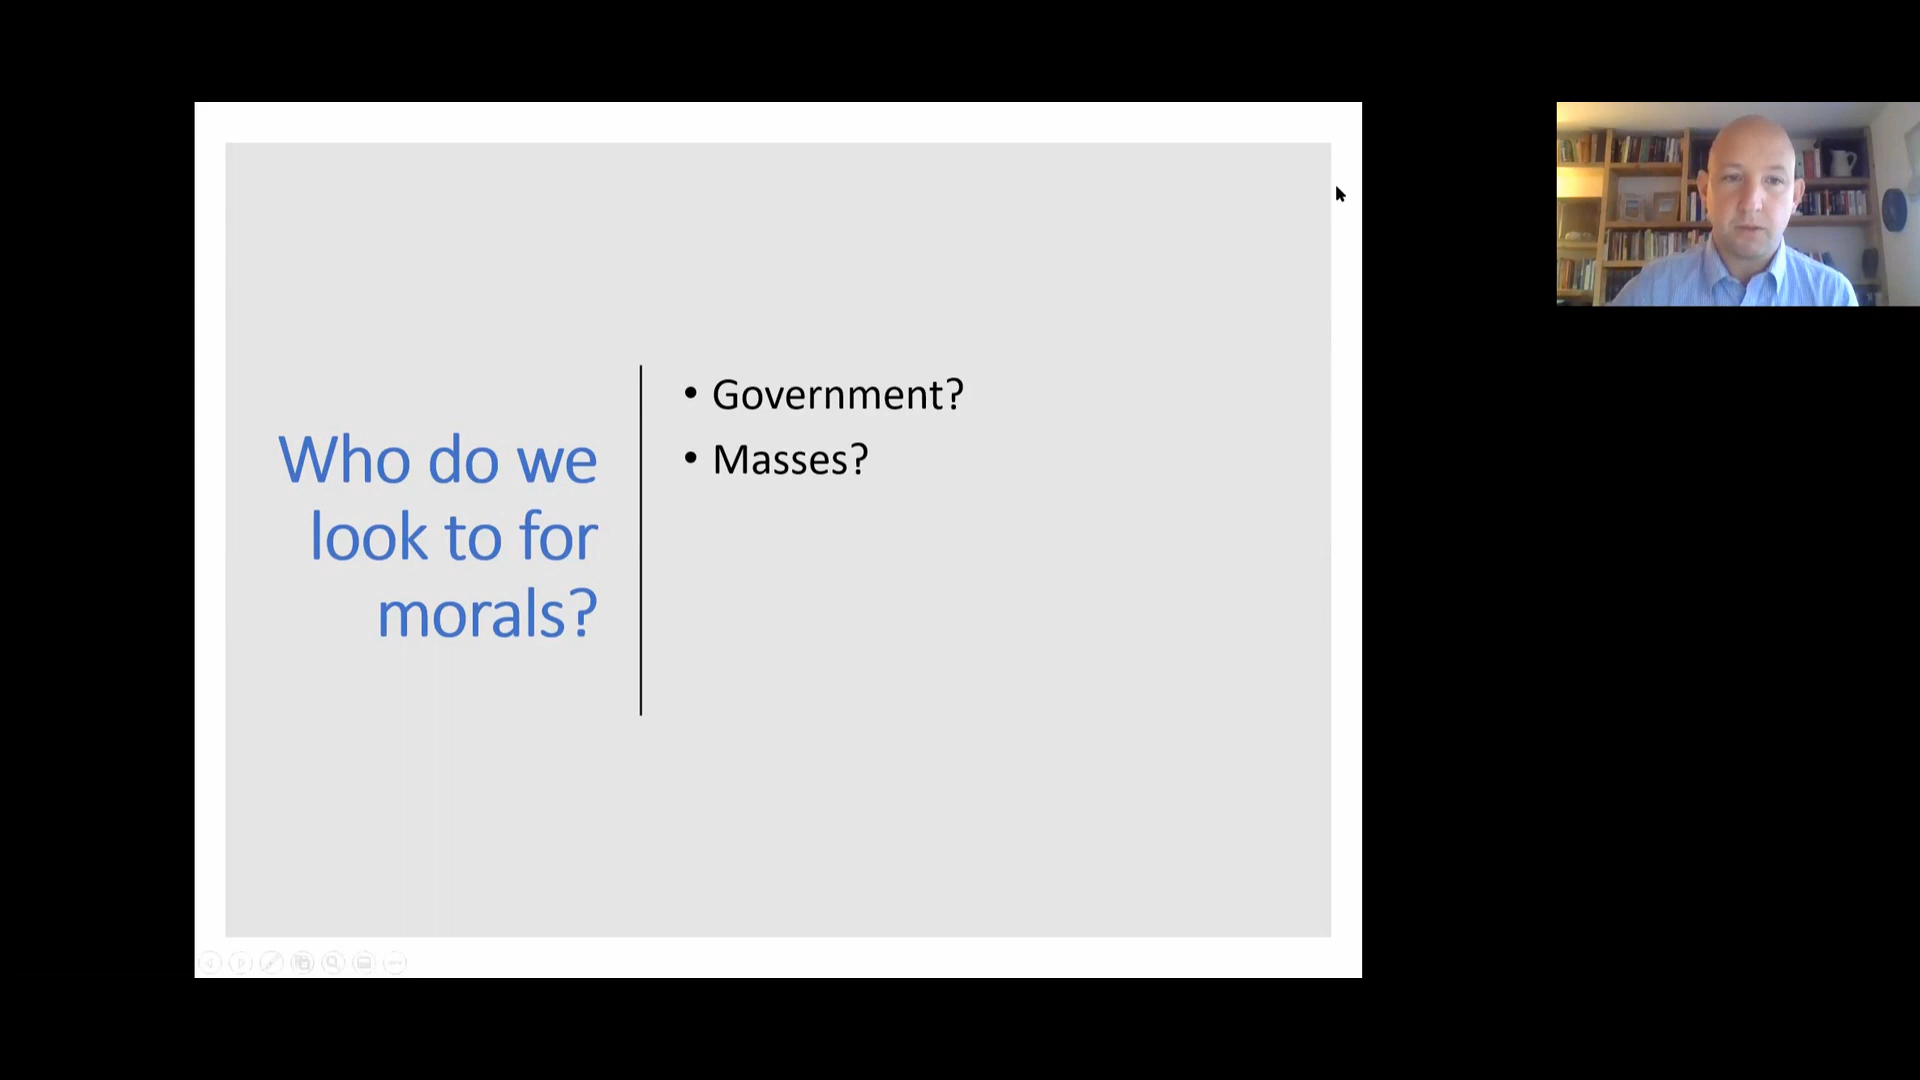 Who do we
look to for
morals?
• Government?
• Masses?